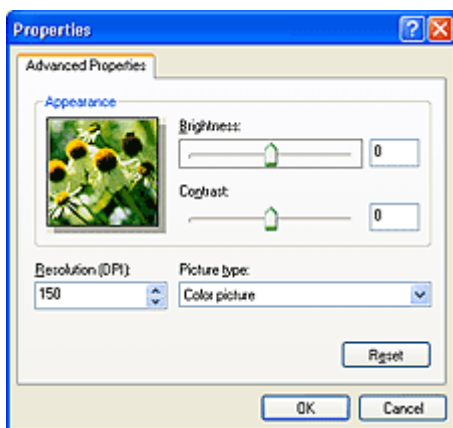 Properties
Advanced Properties
Appearance
Brightness:
0
Contrast:
0
Resolution (DPI):
150
Picture type:
Color picture
Reset
OK
Cancel